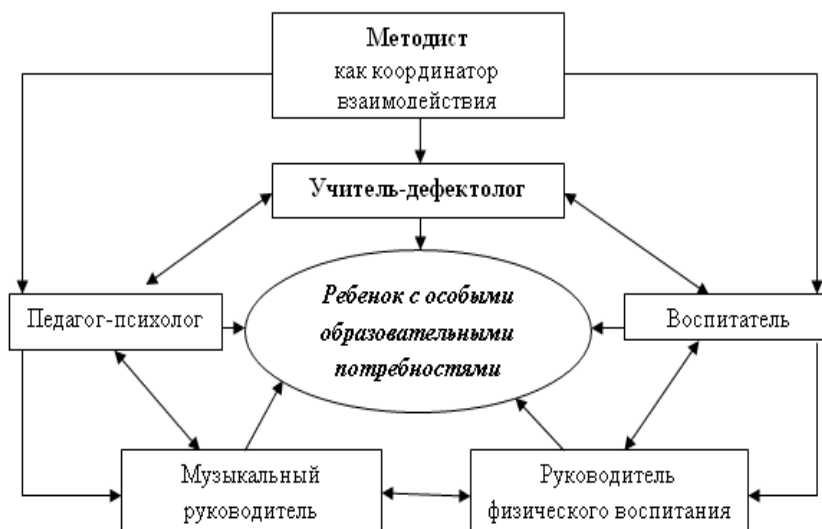 Методист
как координатор
взаимодействия
Учитель-дефектолог
Ребенок с особыми
образовательными
потребностями
Педагог-психолог
Воспитатель
Музыкальный
руководитель
Руководитель
физического воспитания